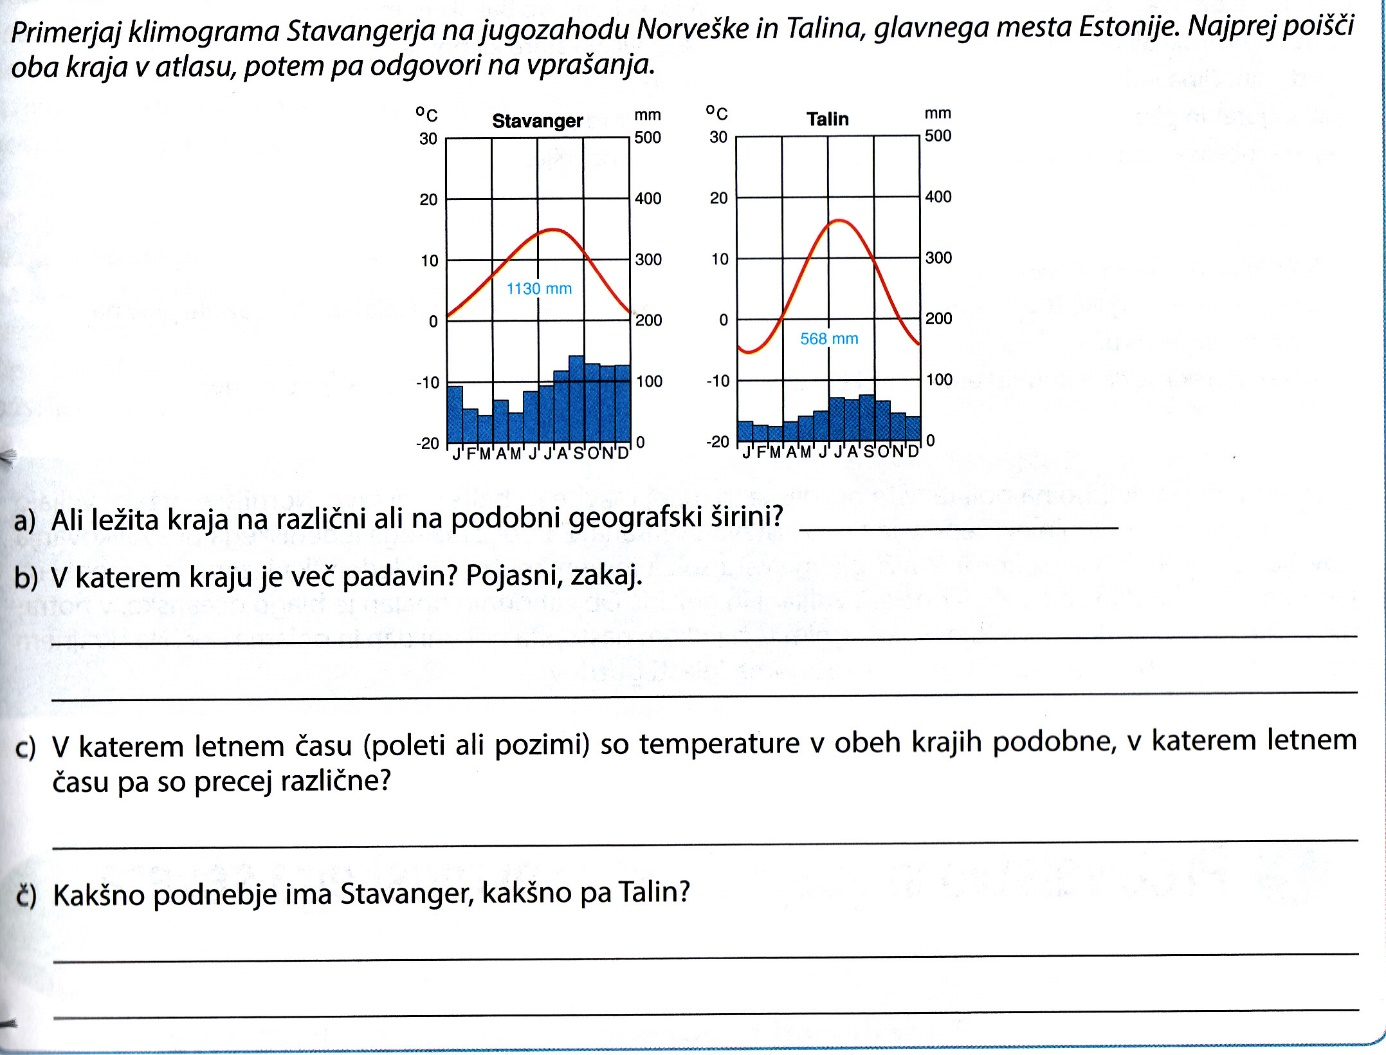 Primerjaj klimograma Stavangerja na jugozahodu Norveške in Talina, glavnega mesta Estonije. Najprej poišči
oba kraja v atlasu, potem pa odgovori na vprašanja.
°C Stavanger mm
30 500
20 400
10 300
1130 mm
0 200
-10 100
-20 0
J F M A M J J A S O N D
°C Talin mm
30 500
20 400
10 300
0 200
568 mm
-10 100
-20 0
J F M A M J J A S O N D
a) Ali ležita kraja na različni ali na podobni geografski širini?
b) V katerem kraju je več padavin? Pojasni, zakaj.
c) V katerem letnem času (poleti ali pozimi) so temperature v obeh krajih podobne, v katerem letnem
času pa so precej različne?
č) Kakšno podnebje ima Stavanger, kakšno pa Talin?